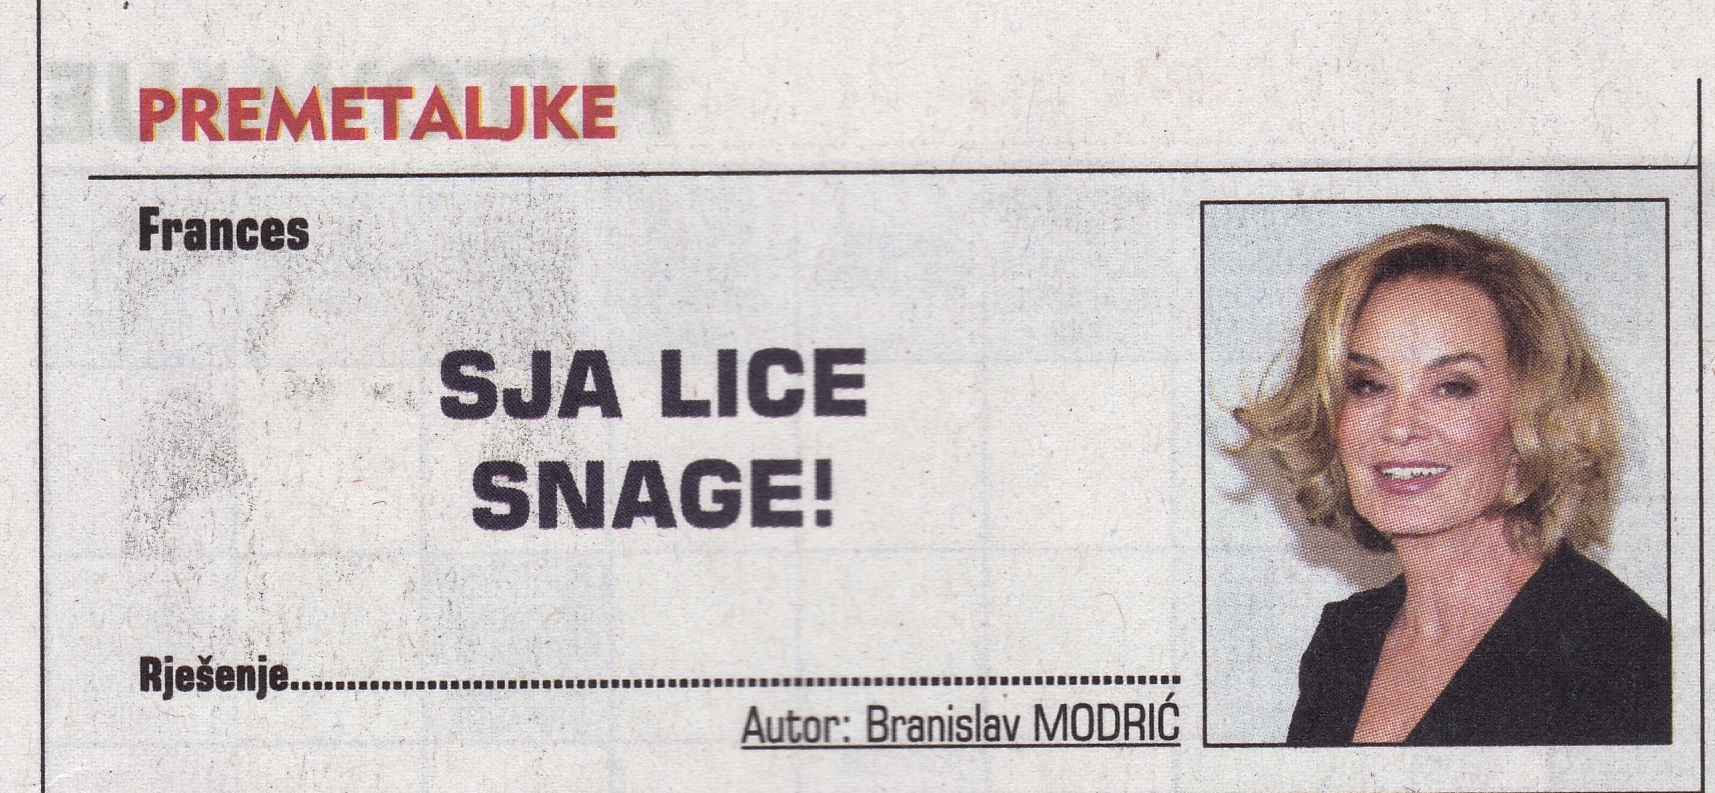 PREMETALJKE
Frances
SJA LICE
SNAGE!
Rješenje...............................................................................
Autor: Branislav MODRIĆ